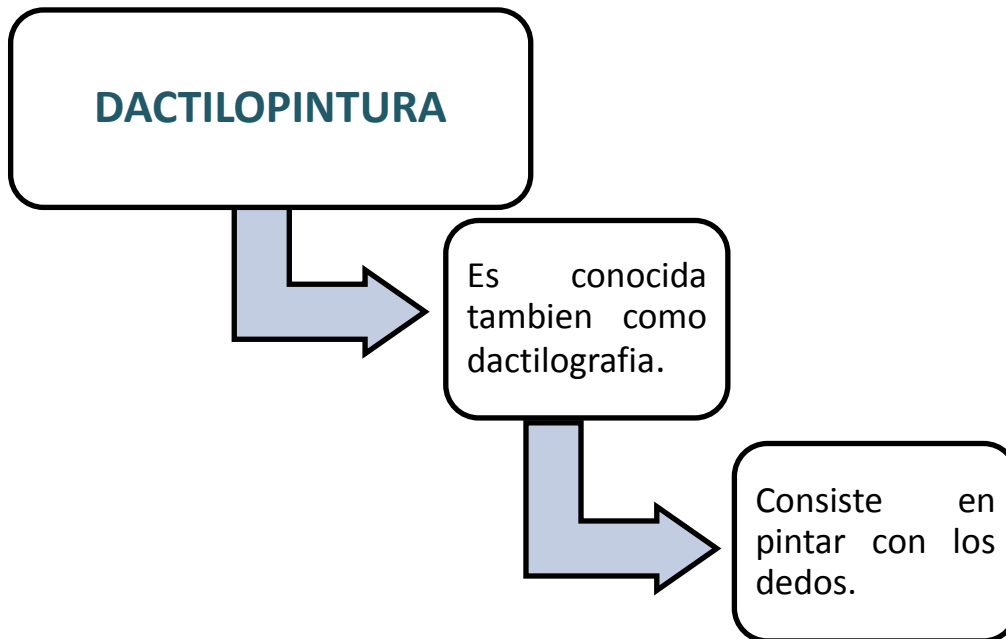 DACTILOPINTURA
Es conocida
tambien como
dactilografia.
Consiste en
pintar con los
dedos.